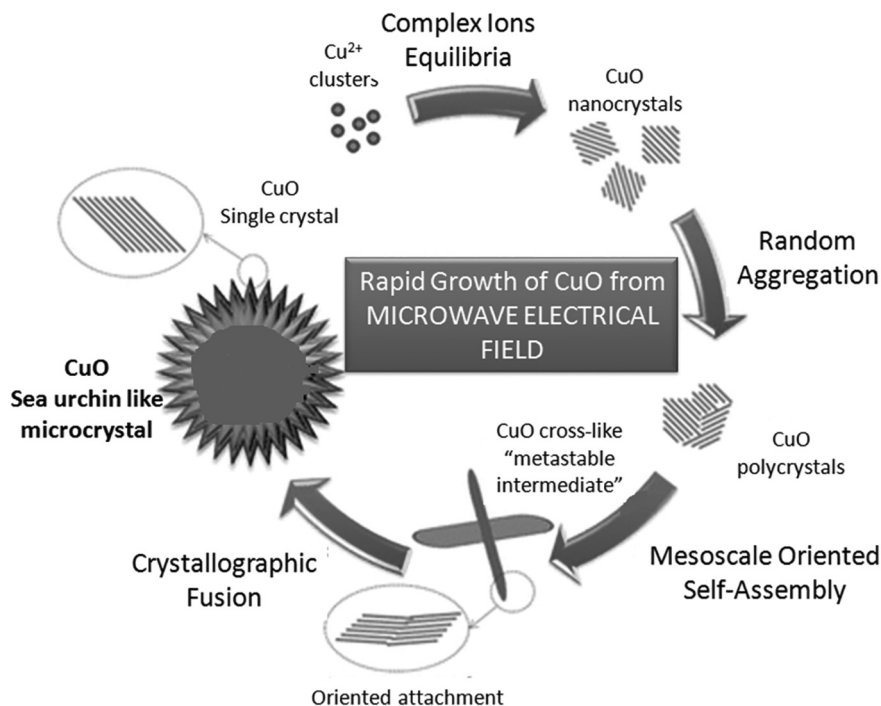 Complex Ions
Equilibria
Cu²⁺
clusters
CuO
nanocrystals
Random
Aggregation
CuO
polycrystals
Mesoscale Oriented
Self-Assembly
CuO cross-like
“metastable
intermediate”
Oriented attachment
Crystallographic
Fusion
CuO
Sea urchin like
microcrystal
CuO
Single crystal
Rapid Growth of CuO from
MICROWAVE ELECTRICAL
FIELD